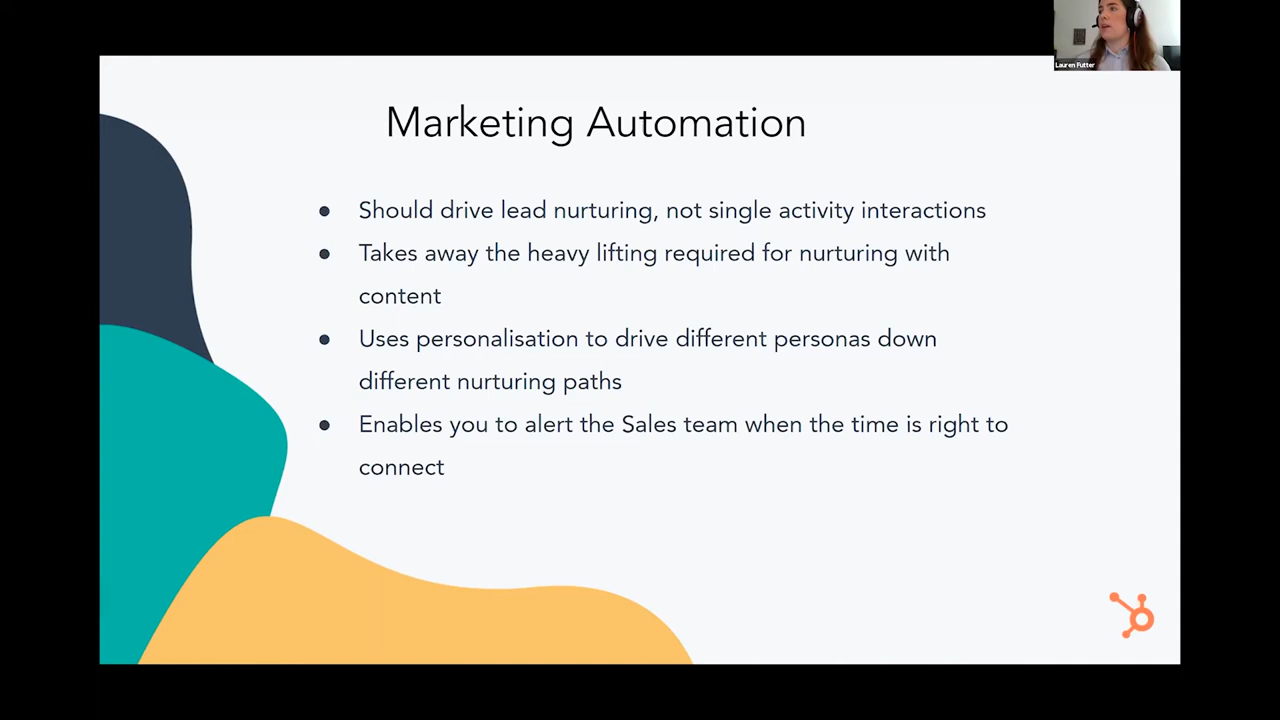 Lauren Futter
Marketing Automation
● Should drive lead nurturing, not single activity interactions
● Takes away the heavy lifting required for nurturing with
content
● Uses personalisation to drive different personas down
different nurturing paths
● Enables you to alert the Sales team when the time is right to
connect